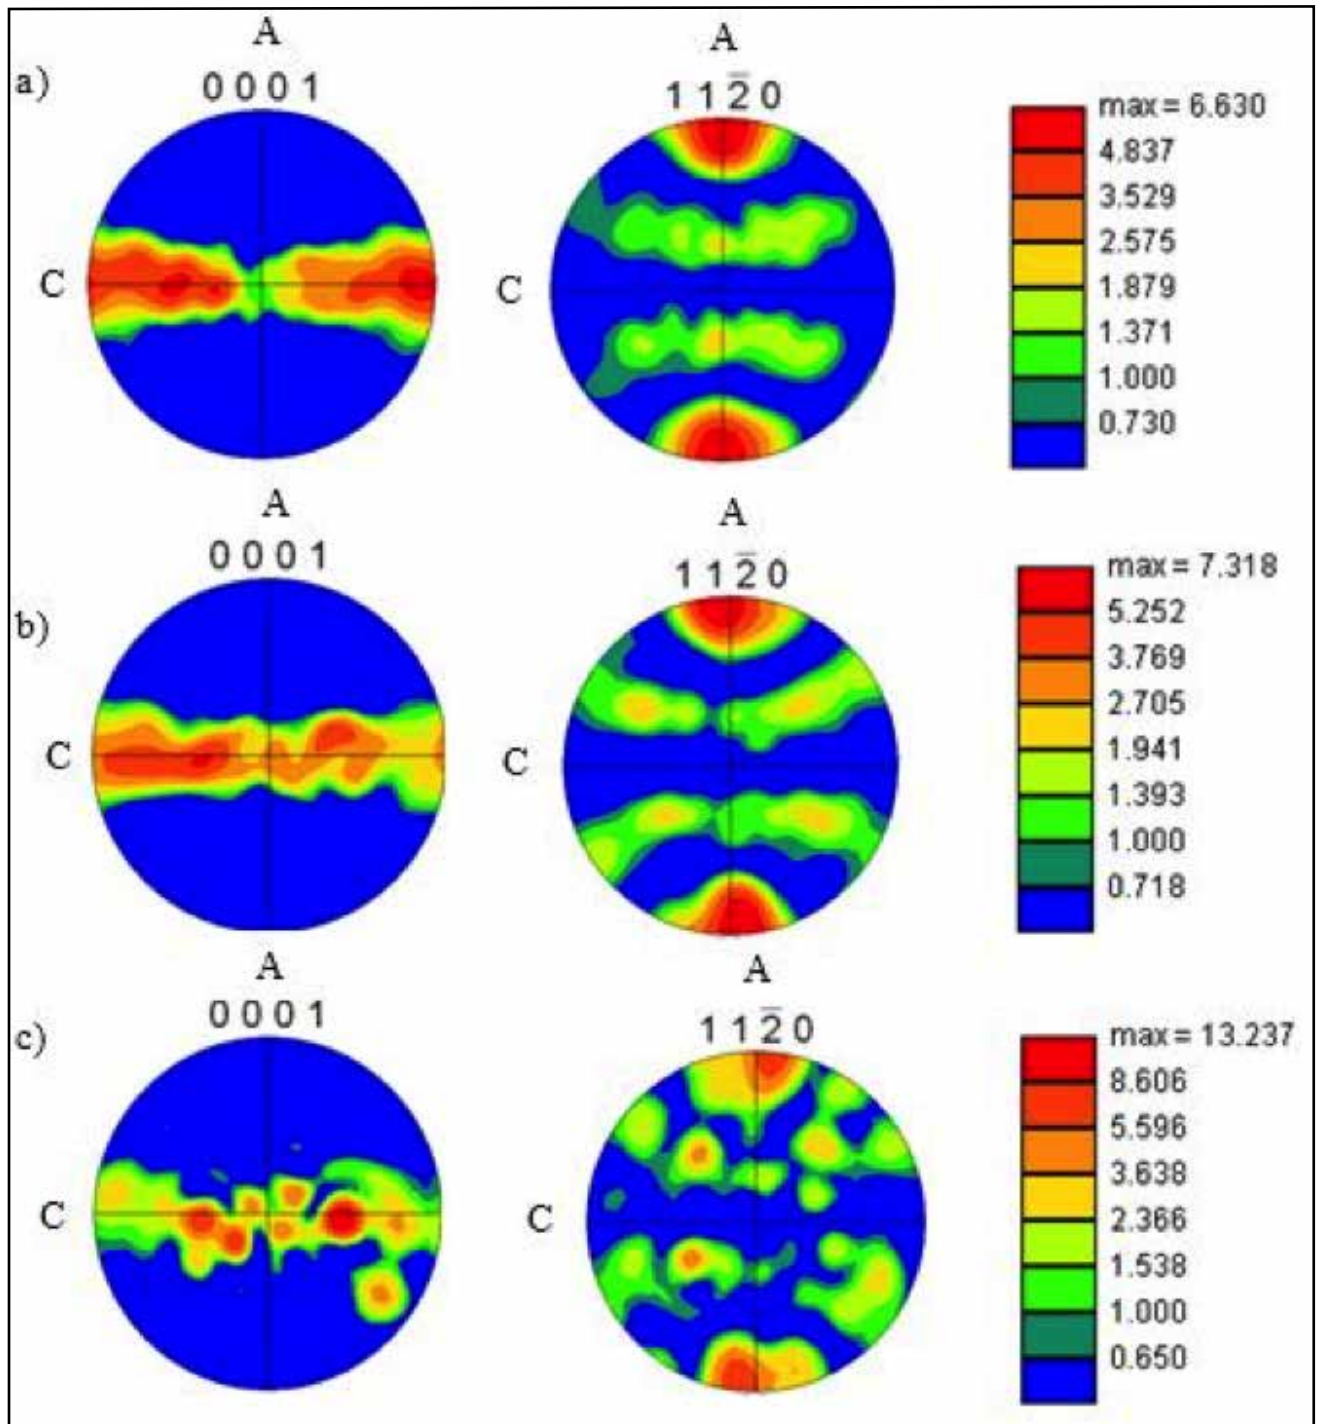 a)
A
0 0 0 1
C
A
1 1 2̅ 0
C
max = 6.630
4.837
3.529
2.575
1.879
1.371
1.000
0.730
b)
A
0 0 0 1
C
A
1 1 2̅ 0
C
max = 7.318
5.252
3.769
2.705
1.941
1.393
1.000
0.718
c)
A
0 0 0 1
C
A
1 1 2̅ 0
C
max = 13.237
8.606
5.596
3.638
2.366
1.538
1.000
0.650